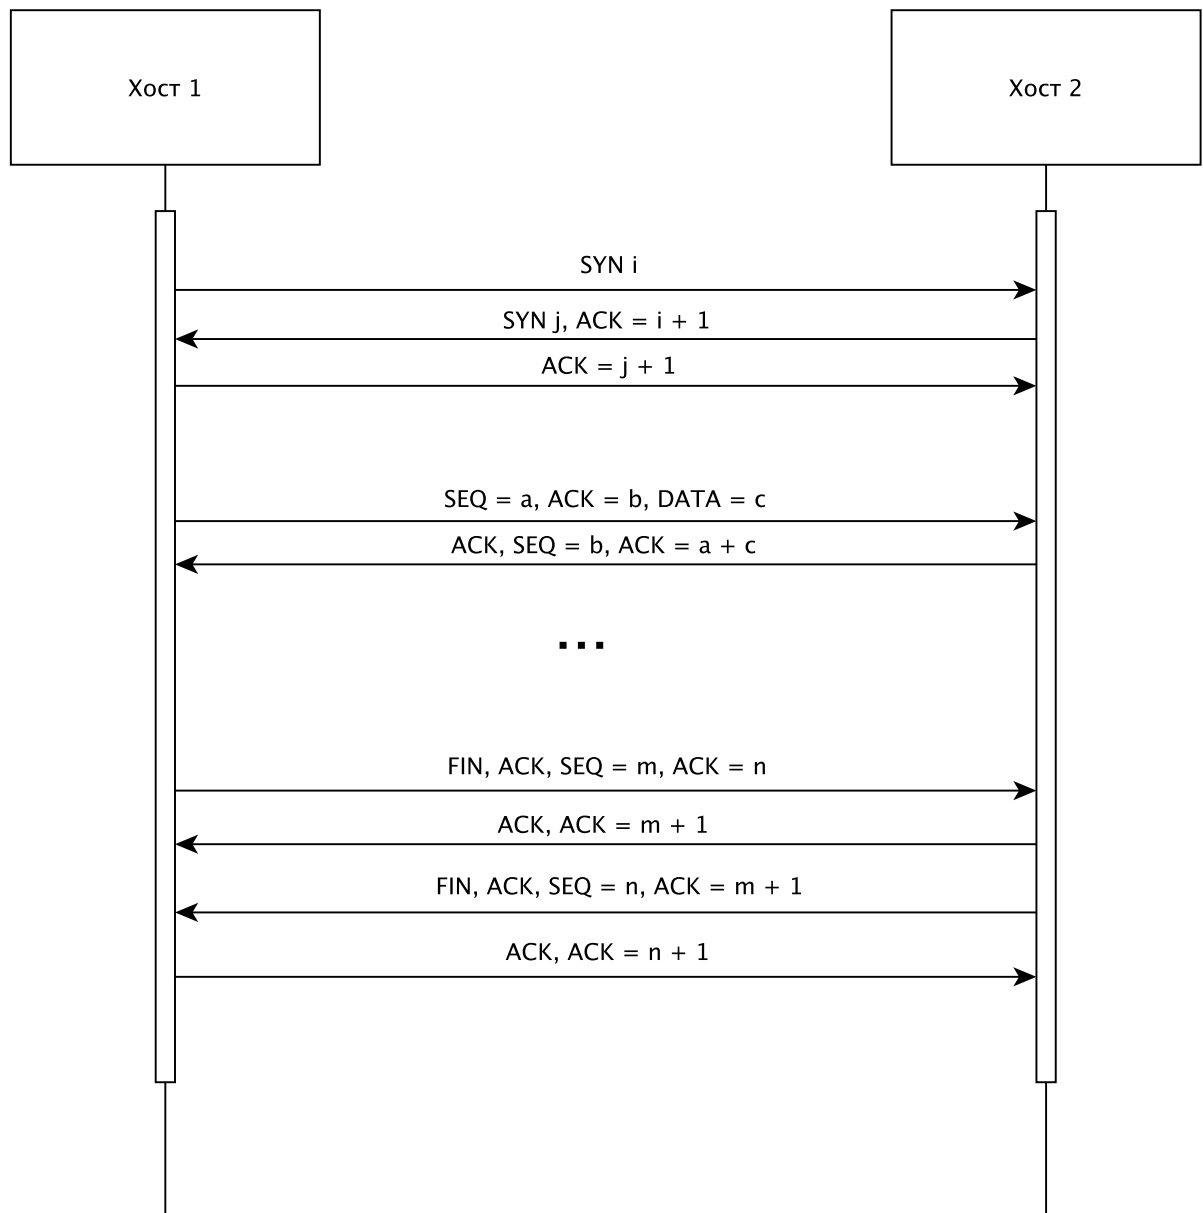 Хост 1
Хост 2
SYN i
SYN j, ACK = i + 1
ACK = j + 1
SEQ = a, ACK = b, DATA = c
ACK, SEQ = b, ACK = a + c
...
FIN, ACK, SEQ = m, ACK = n
ACK, ACK = m + 1
FIN, ACK, SEQ = n, ACK = m + 1
ACK, ACK = n + 1